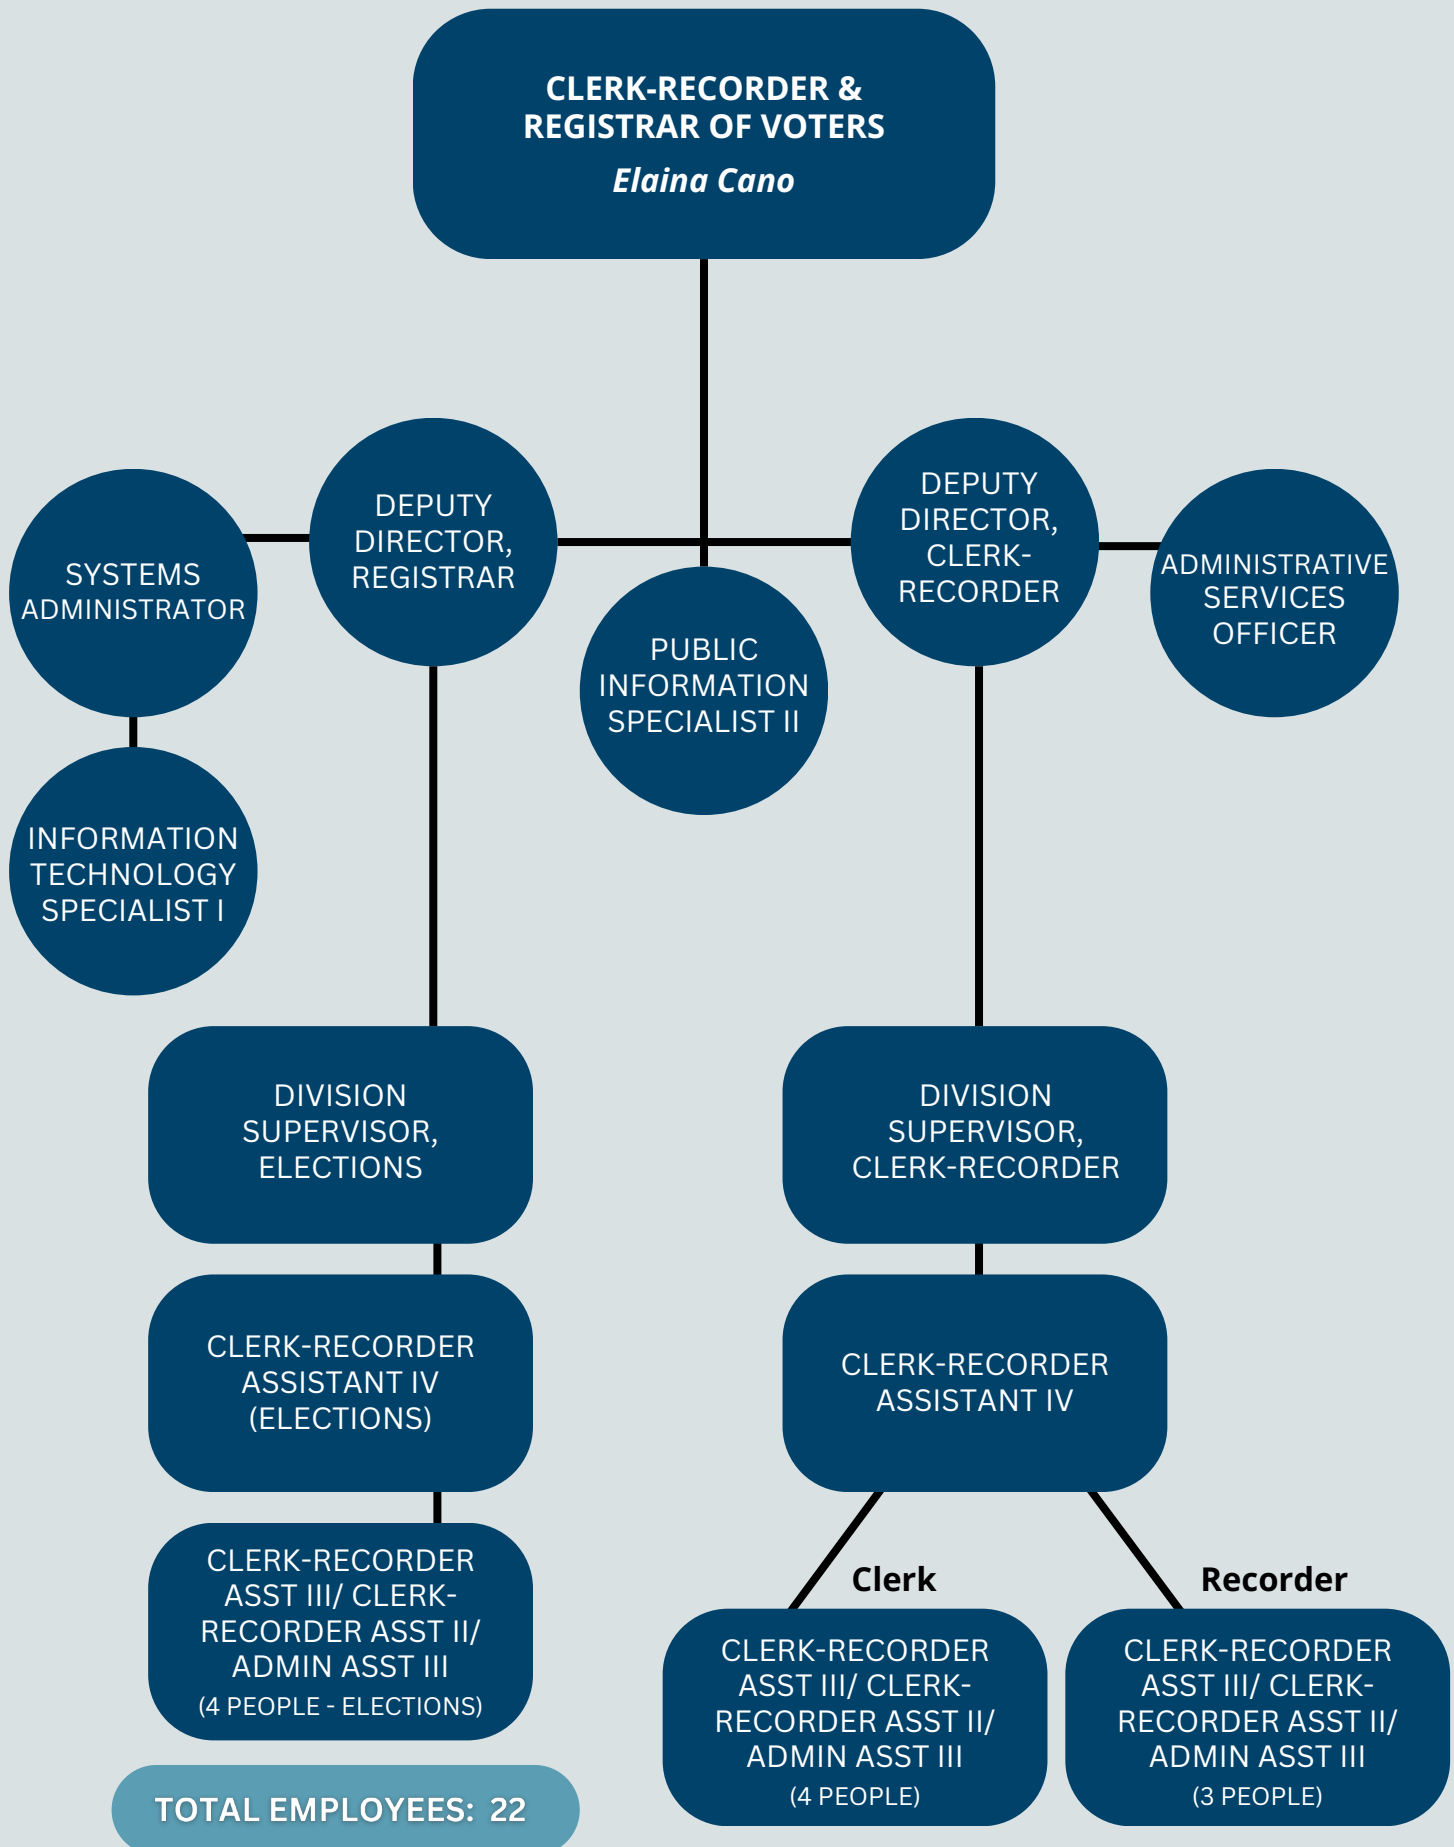 CLERK-RECORDER &
REGISTRAR OF VOTERS
Elaina Cano
SYSTEMS
ADMINISTRATOR
DEPUTY
DIRECTOR,
REGISTRAR
PUBLIC
INFORMATION
SPECIALIST II
DEPUTY
DIRECTOR,
CLERK-
RECORDER
ADMINISTRATIVE
SERVICES
OFFICER
INFORMATION
TECHNOLOGY
SPECIALIST I
DIVISION
SUPERVISOR,
ELECTIONS
DIVISION
SUPERVISOR,
CLERK-RECORDER
CLERK-RECORDER
ASSISTANT IV
(ELECTIONS)
CLERK-RECORDER
ASSISTANT IV
CLERK-RECORDER
ASST III/ CLERK-
RECORDER ASST II/
ADMIN ASST III
(4 PEOPLE - ELECTIONS)
Clerk
CLERK-RECORDER
ASST III/ CLERK-
RECORDER ASST II/
ADMIN ASST III
(4 PEOPLE)
Recorder
CLERK-RECORDER
ASST III/ CLERK-
RECORDER ASST II/
ADMIN ASST III
(3 PEOPLE)
TOTAL EMPLOYEES: 22